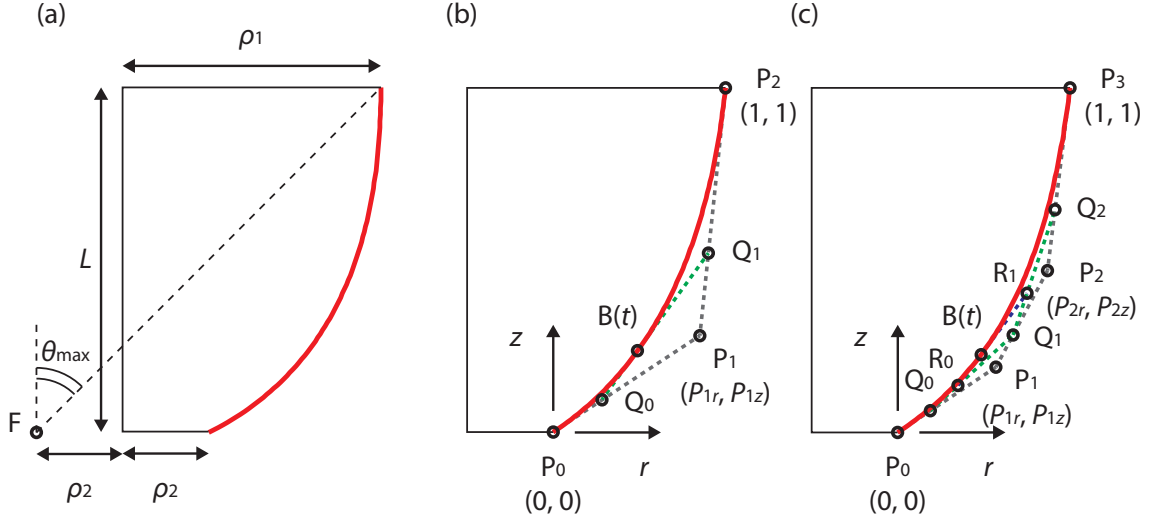 (a)
ρ1
L
θmax
F
ρ2
ρ2
(b)
P2
(1, 1)
Q1
B(t)
z
P1
(P1r, P1z)
Q0
P0
r
(0, 0)
(c)
P3
(1, 1)
Q2
R1
P2
(P2r, P2z)
B(t)
z
Q1
R0
Q0
P1
(P1r, P1z)
P0
r
(0, 0)